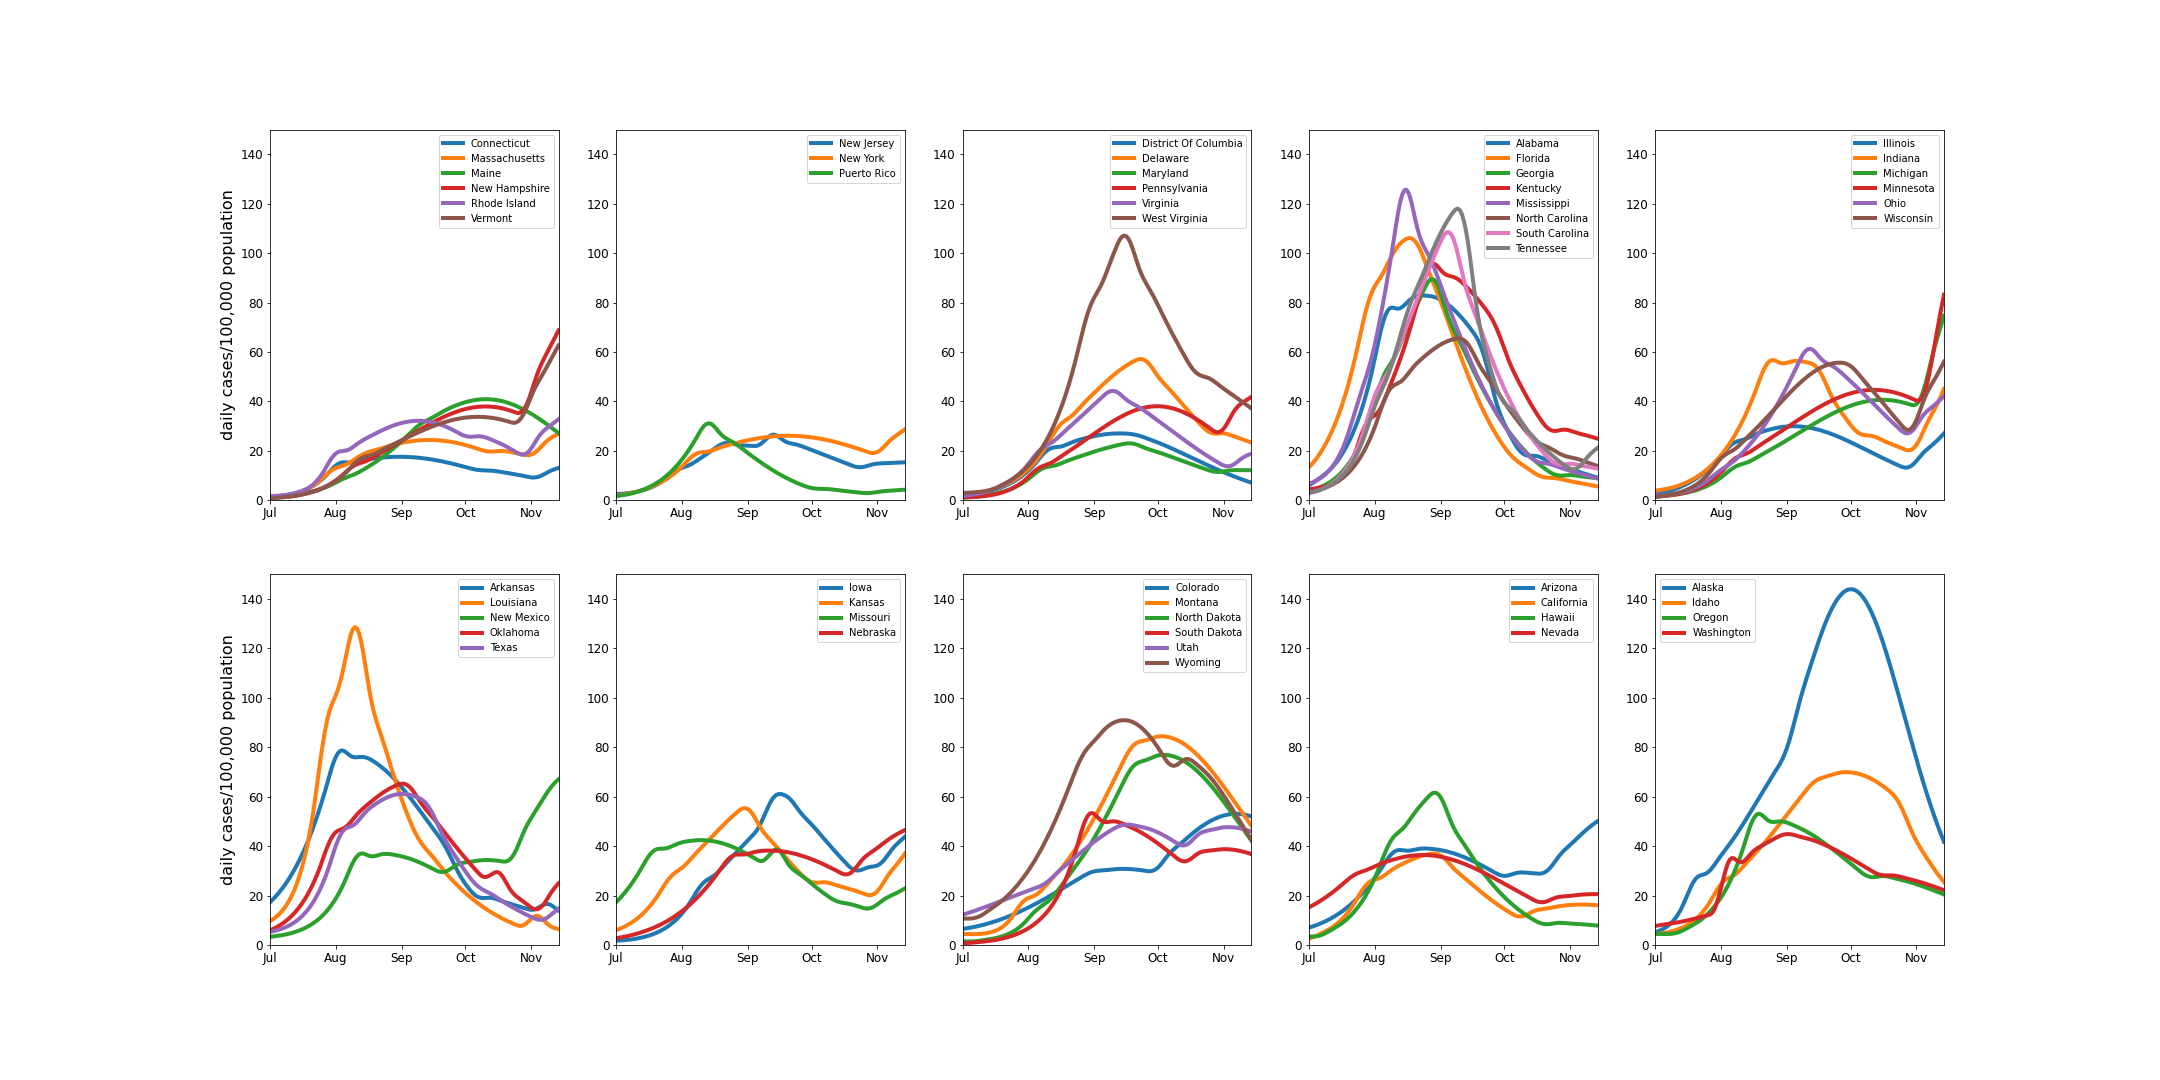 daily cases/100,000 population
140
120
100
80
60
40
20
0
Jul Aug Sep Oct Nov
Connecticut
Massachusetts
Maine
New Hampshire
Rhode Island
Vermont
140
120
100
80
60
40
20
0
Jul Aug Sep Oct Nov
New Jersey
New York
Puerto Rico
140
120
100
80
60
40
20
0
Jul Aug Sep Oct Nov
District Of Columbia
Delaware
Maryland
Pennsylvania
Virginia
West Virginia
140
120
100
80
60
40
20
0
Jul Aug Sep Oct Nov
Alabama
Florida
Georgia
Kentucky
Mississippi
North Carolina
South Carolina
Tennessee
140
120
100
80
60
40
20
0
Jul Aug Sep Oct Nov
Illinois
Indiana
Michigan
Minnesota
Ohio
Wisconsin
daily cases/100,000 population
140
120
100
80
60
40
20
0
Jul Aug Sep Oct Nov
Arkansas
Louisiana
New Mexico
Oklahoma
Texas
140
120
100
80
60
40
20
0
Jul Aug Sep Oct Nov
Iowa
Kansas
Missouri
Nebraska
140
120
100
80
60
40
20
0
Jul Aug Sep Oct Nov
Colorado
Montana
North Dakota
South Dakota
Utah
Wyoming
140
120
100
80
60
40
20
0
Jul Aug Sep Oct Nov
Arizona
California
Hawaii
Nevada
140
120
100
80
60
40
20
0
Jul Aug Sep Oct Nov
Alaska
Idaho
Oregon
Washington